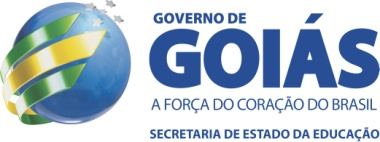 GOVERNO DE
GOIÁS
A FORÇA DO CORAÇÃO DO BRASIL
SECRETARIA DE ESTADO DA EDUCAÇÃO